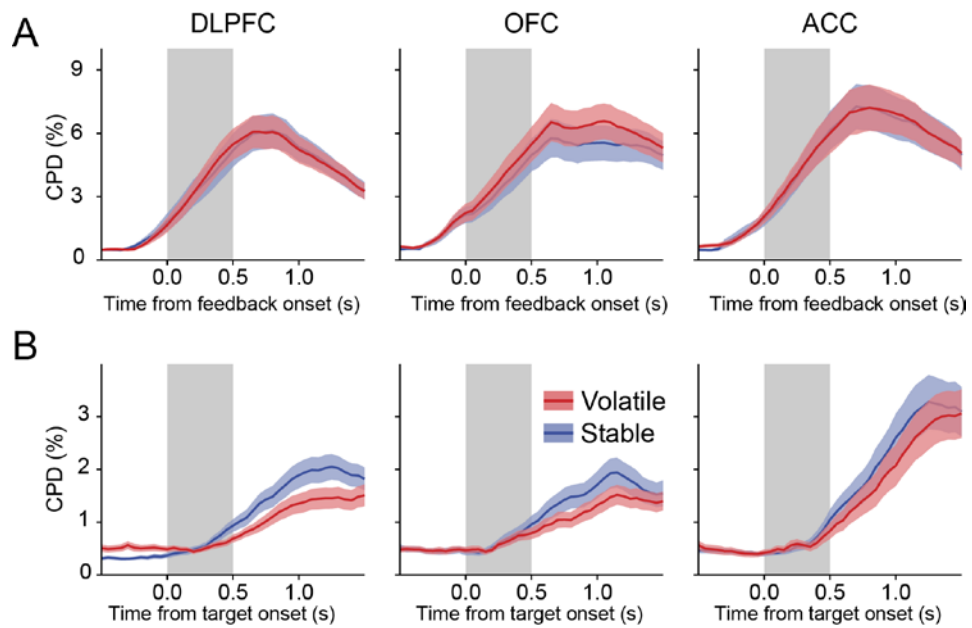 A
DLPFC
OFC
ACC
CPD (%)
9
6
3
0
0.0 0.5 1.0
0.0 0.5 1.0
0.0 0.5 1.0
Time from feedback onset (s)
Time from feedback onset (s)
Time from feedback onset (s)
B
CPD (%)
3
2
1
0
Volatile
Stable
0.0 0.5 1.0
0.0 0.5 1.0
0.0 0.5 1.0
Time from target onset (s)
Time from target onset (s)
Time from target onset (s)